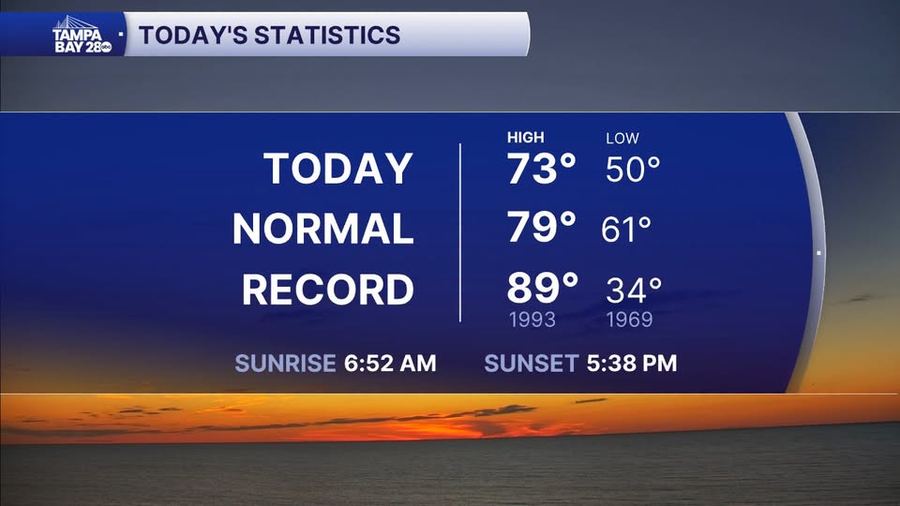 TAMPA
BAY 28 abc
TODAY'S STATISTICS
HIGH LOW
TODAY 73° 50°
NORMAL 79° 61°
RECORD 89° 34°
1993 1969
SUNRISE 6:52 AM SUNSET 5:38 PM